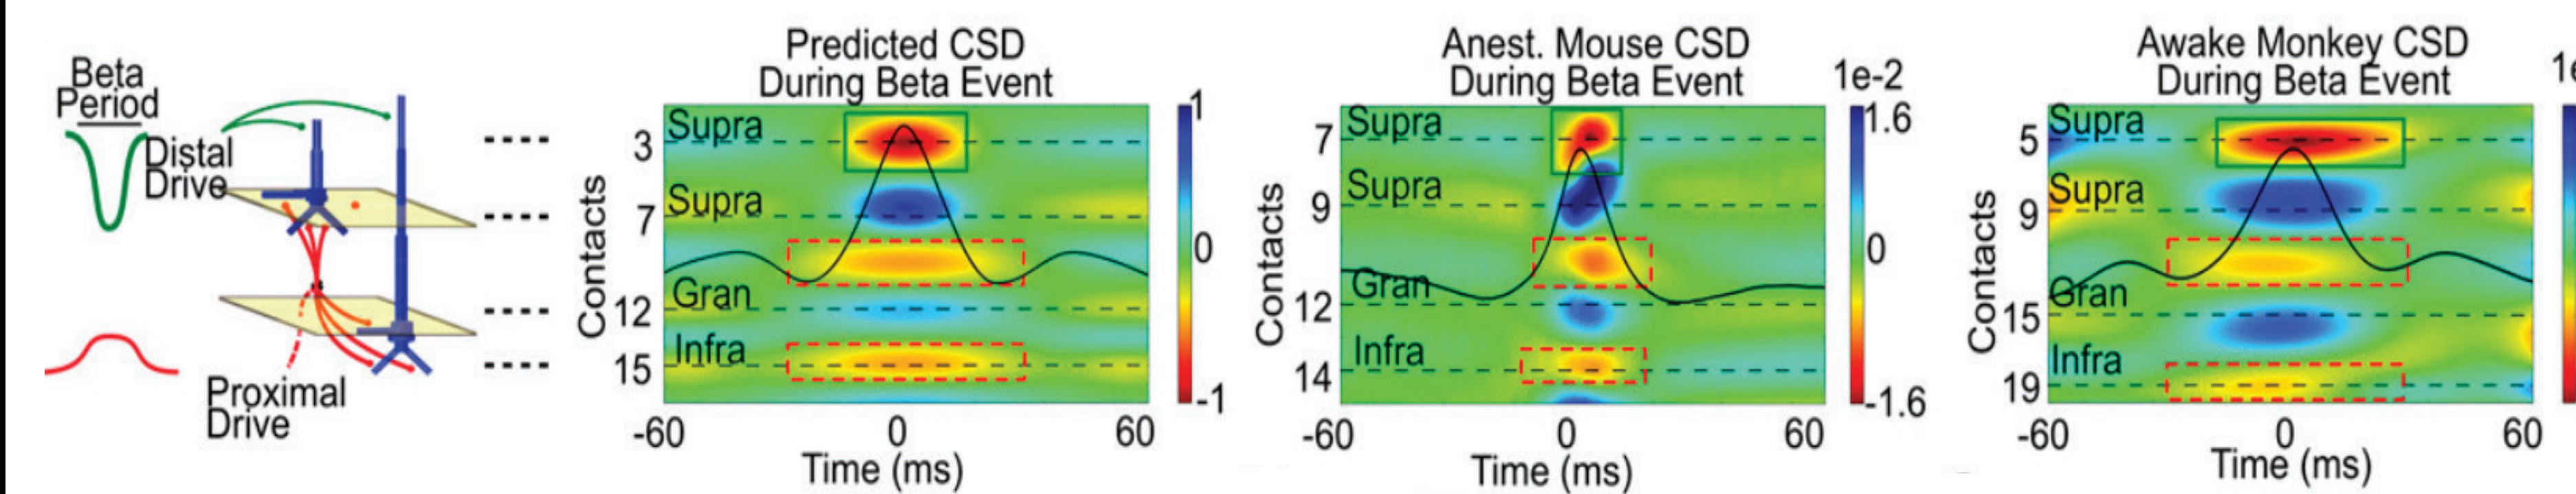 Beta
Period
Distal
Drive
Proximal
Drive
Predicted CSD
During Beta Event
Contacts
3
7
12
15
Supra
Supra
Gran
Infra
-60
0
60
Time (ms)
1
0
-1
Anest. Mouse CSD
During Beta Event
Contacts
7
9
12
14
Supra
Supra
Gran
Infra
-60
0
60
Time (ms)
1e-2
1.6
0
-1.6
Awake Monkey CSD
During Beta Event
Contacts
5
9
15
19
Supra
Supra
Gran
Infra
-60
0
60
Time (ms)